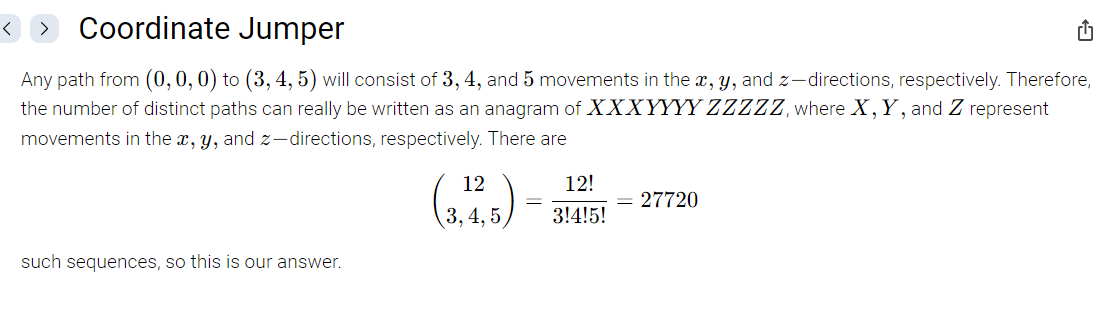 Coordinate Jumper
Any path from (0, 0, 0) to (3, 4, 5) will consist of 3, 4, and 5 movements in the x, y, and z−directions, respectively. Therefore,
the number of distinct paths can really be written as an anagram of XXXYYYYZZZZZ, where X, Y, and Z represent
movements in the x, y, and z−directions, respectively. There are
(12 3, 4, 5) = 12!/3!4!5! = 27720
such sequences, so this is our answer.